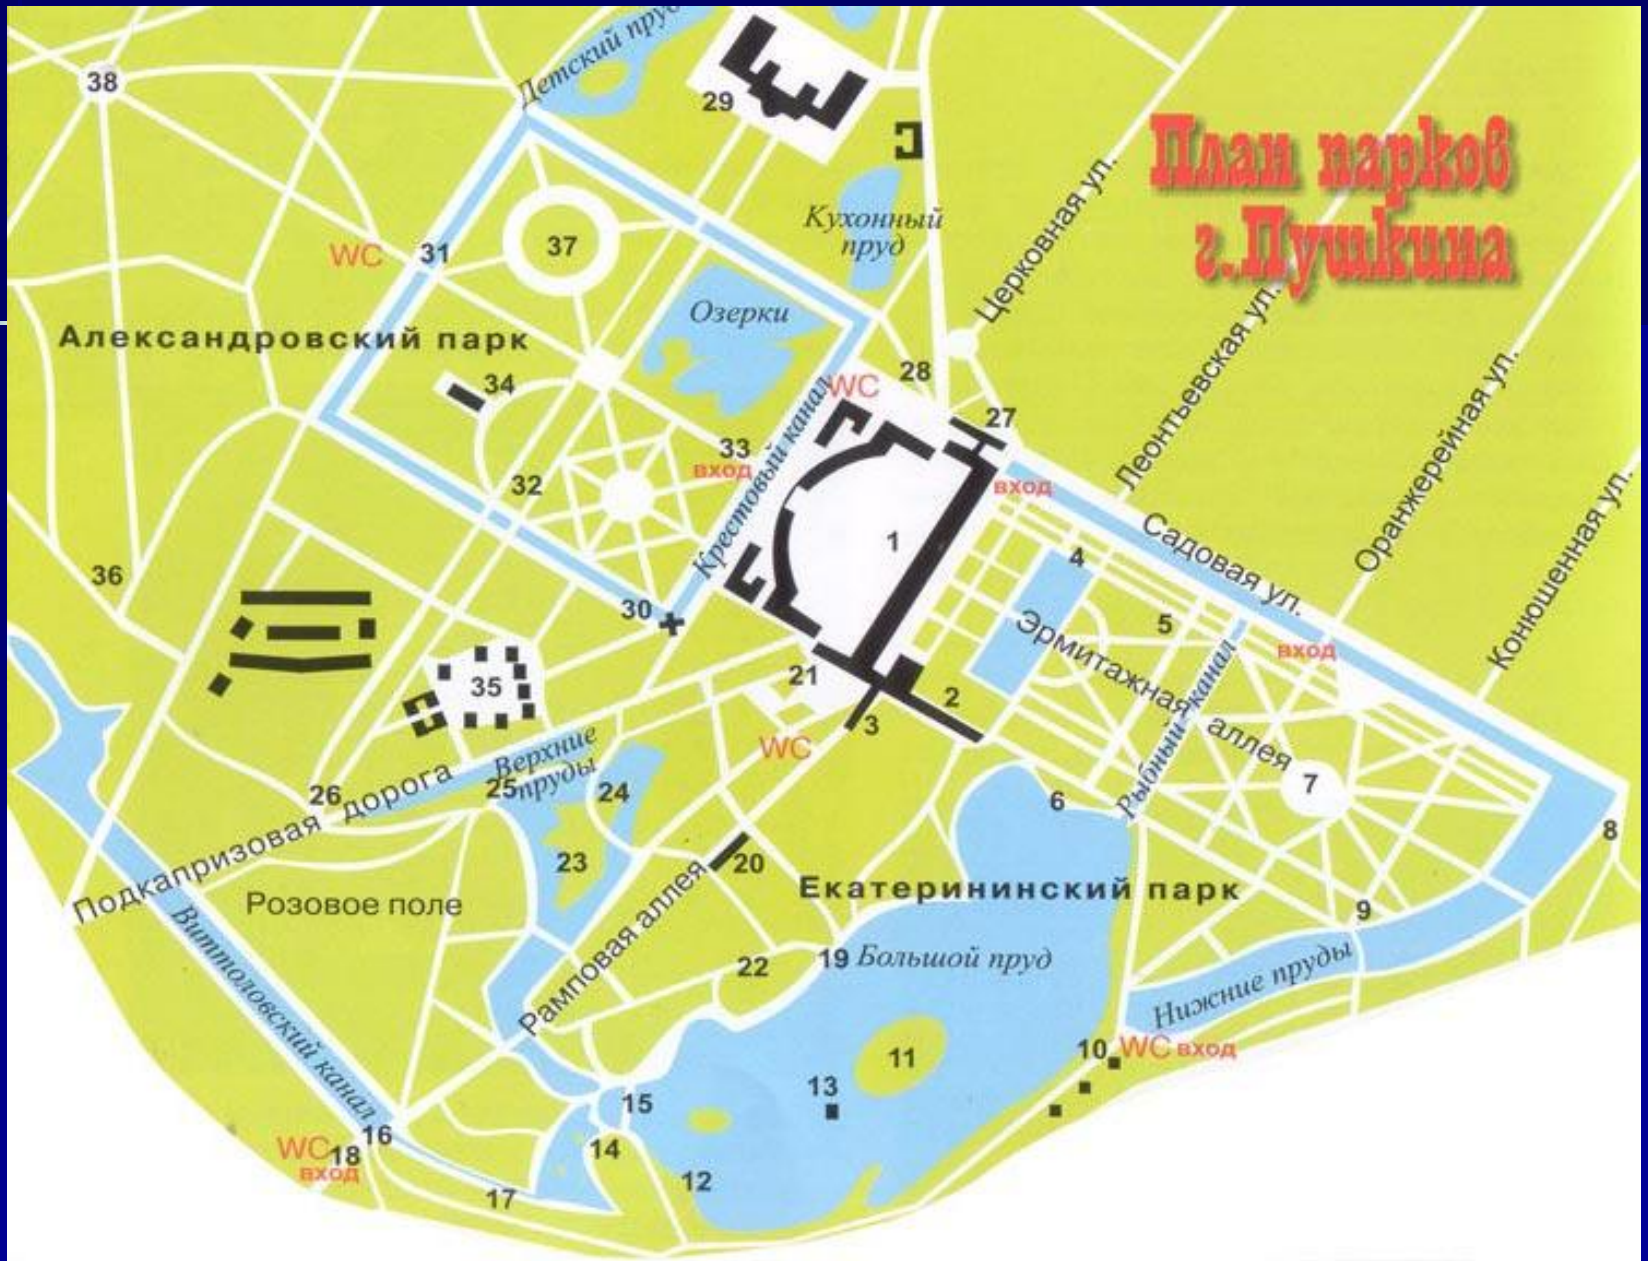 План парков
г.Пушкина
Детский пруд
29
38
Кухонный
пруд
Церковная ул.
37
WC
31
Озерки
Леонтьевская ул.
Александровский парк
34
28
WC
27
Оранжерейная ул.
33
вход
Крестовый канал
вход
32
Садовая ул.
Конюшенная ул.
1
4
36
30
5
Эрмитажная аллея
вход
Рыбный канал
35
21
2
3
WC
Верхние
пруды
25
24
26
Подкапризовая дорога
6
7
8
23
20
Екатерининский парк
Розовое поле
9
Рамповая аллея
22
19
Большой пруд
Нижние пруды
Виттоловский канал
11
10
WC
вход
13
15
16
14
WC
18
вход
12
17